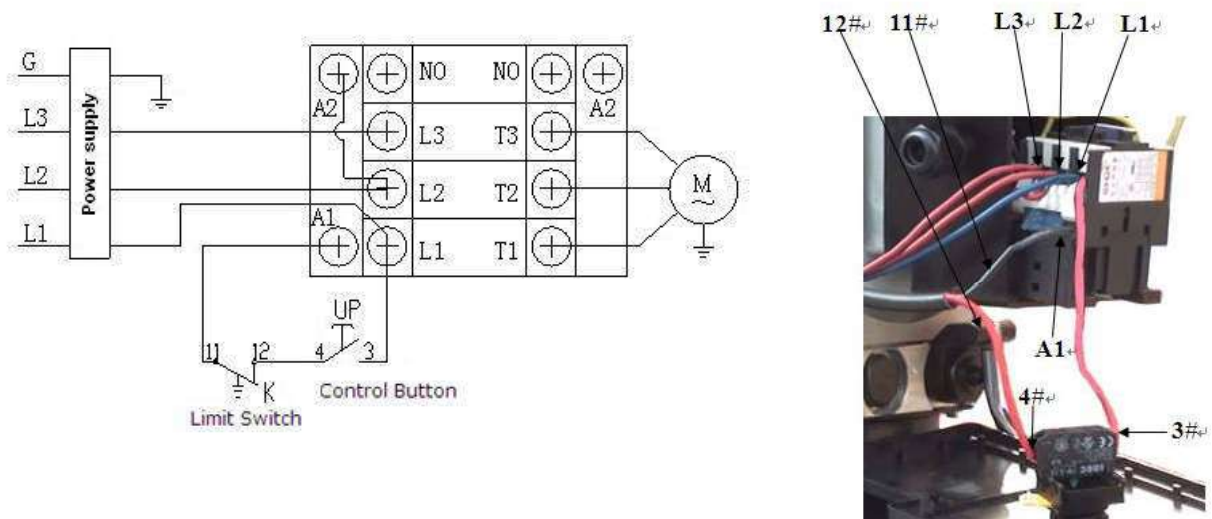 G
L3
L2
L1
Power supply
A2
NO NO
A2
L3 T3
L2 T2
A1
L1 T1
M
~
UP
11 12 4 3
K
Limit Switch
Control Button
12# 11# L3 L2 L1
A1
4#
3#